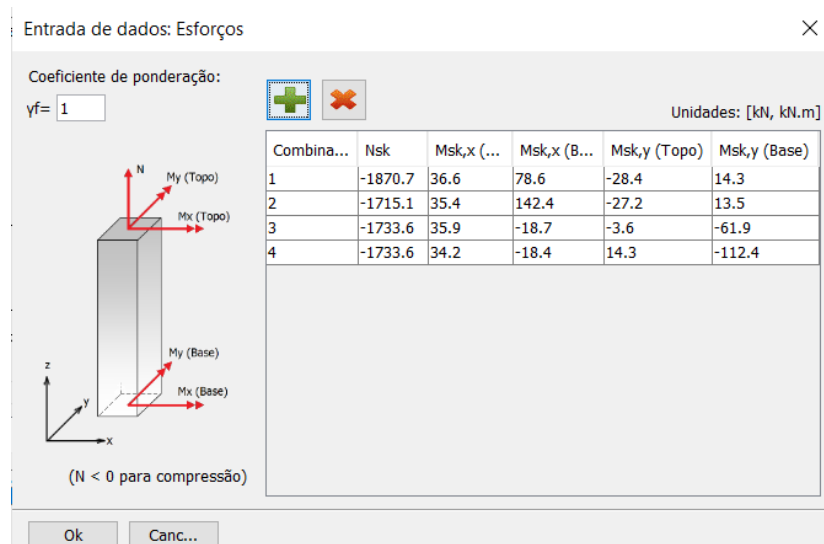 Entrada de dados: Esforços
Coeficiente de ponderação:
γf= 1
Unidades: [kN, kN.m]
Combina... Nsk Msk,x (... Msk,x (B... Msk,y (Topo) Msk,y (Base)
1 -1870.7 36.6 78.6 -28.4 14.3
2 -1715.1 35.4 142.4 -27.2 13.5
3 -1733.6 35.9 -18.7 -3.6 -61.9
4 -1733.6 34.2 -18.4 14.3 -112.4
N
My (Topo)
Mx (Topo)
My (Base)
Mx (Base)
z
y
x
(N < 0 para compressão)
Ok Canc...